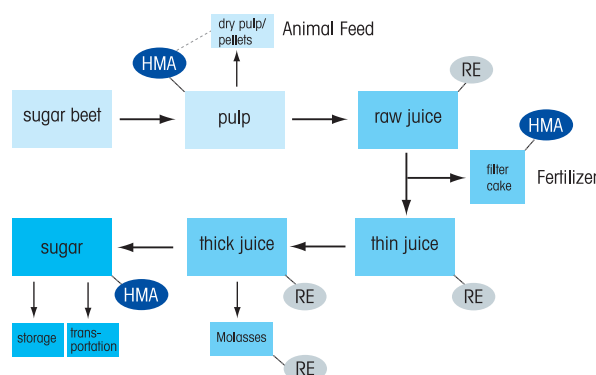 dry pulp/
pellets
Animal Feed
HMA
RE
sugar beet
pulp
raw juice
HMA
filter
cake
Fertilizer
sugar
thick juice
thin juice
HMA
RE
RE
storage
trans-
portation
Molasses
RE